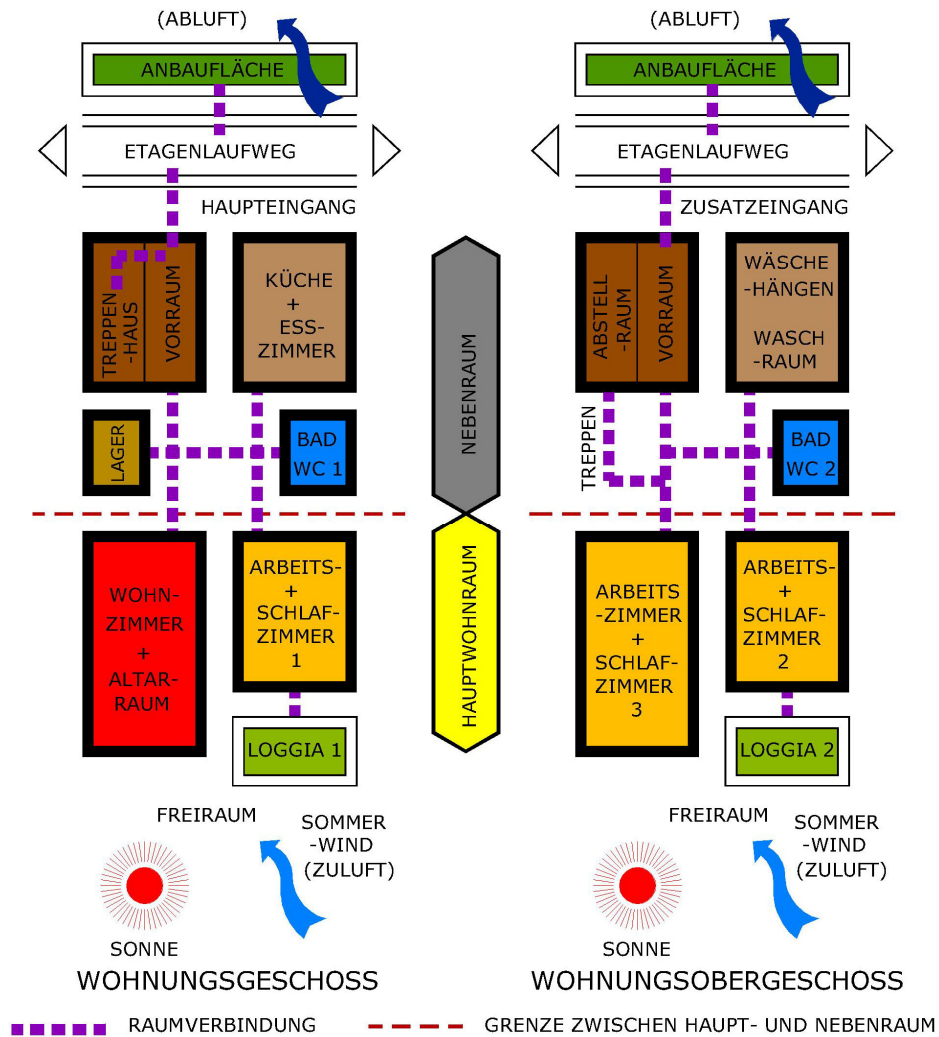 (ABLUFT)
ANBAUFLÄCHE
ETAGENLAUFWEG
HAUPTEINGANG
TREPPEN
-HAUS
VORRAUM
KÜCHE
+
ESS-
ZIMMER
LAGER
BAD
WC 1
WOHN-
ZIMMER
+
ALTAR-
RAUM
ARBEITS-
+
SCHLAF-
ZIMMER
1
LOGGIA 1
FREIRAUM
SOMMER
-WIND
(ZULUFT)
SONNE
WOHNUNGSGESCHOSS
NEBENRAUM
HAUPTWOHNRAUM
(ABLUFT)
ANBAUFLÄCHE
ETAGENLAUFWEG
ZUSATZEINGANG
ABSTELL
-RAUM
VORRAUM
WÄSCHE
-HÄNGEN
WASCH
-RAUM
TREPPEN
BAD
WC 2
ARBEITS
-ZIMMER
+
SCHLAF-
ZIMMER
3
ARBEITS-
+
SCHLAF-
ZIMMER
2
LOGGIA 2
FREIRAUM
SOMMER
-WIND
(ZULUFT)
SONNE
WOHNUNGSOBERGESCHOSS
RAUMVERBINDUNG
GRENZE ZWISCHEN HAUPT- UND NEBENRAUM